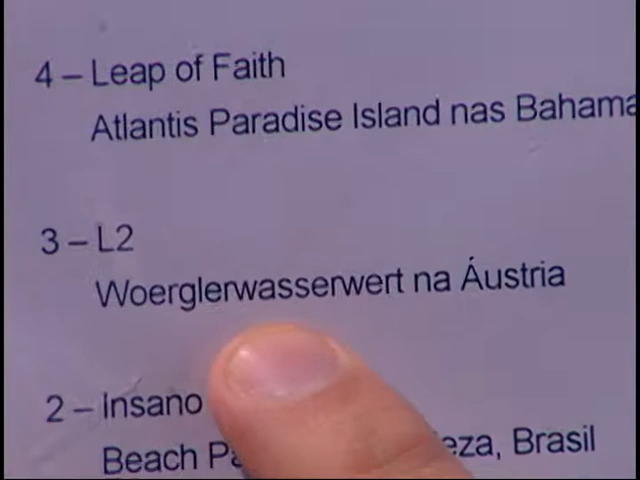 4 – Leap of Faith
Atlantis Paradise Island nas Bahama
3 – L2
Woerglerwasserwert na Áustria
2 – Insano
Beach Brasil